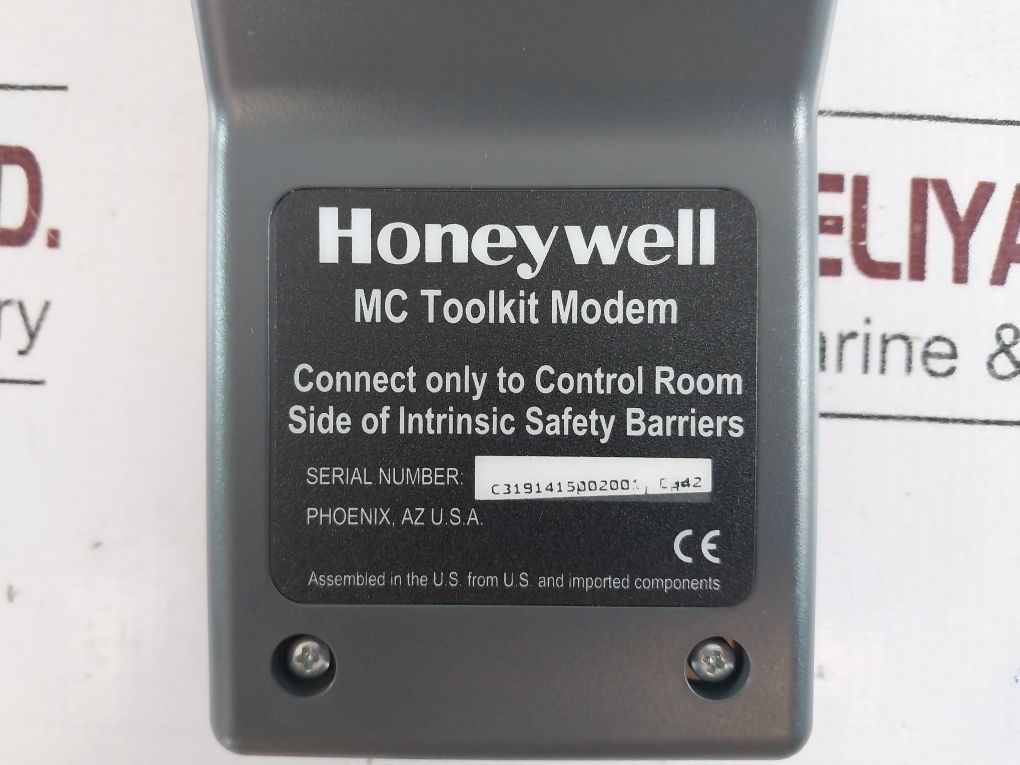 Honeywell
MC Toolkit Modem
Connect only to Control Room
Side of Intrinsic Safety Barriers
SERIAL NUMBER: C3191415002001,
PHOENIX, AZ U.S.A.
CE
Assembled in the U.S. from U.S. and imported components
D.
ry
ELIYA
rine &